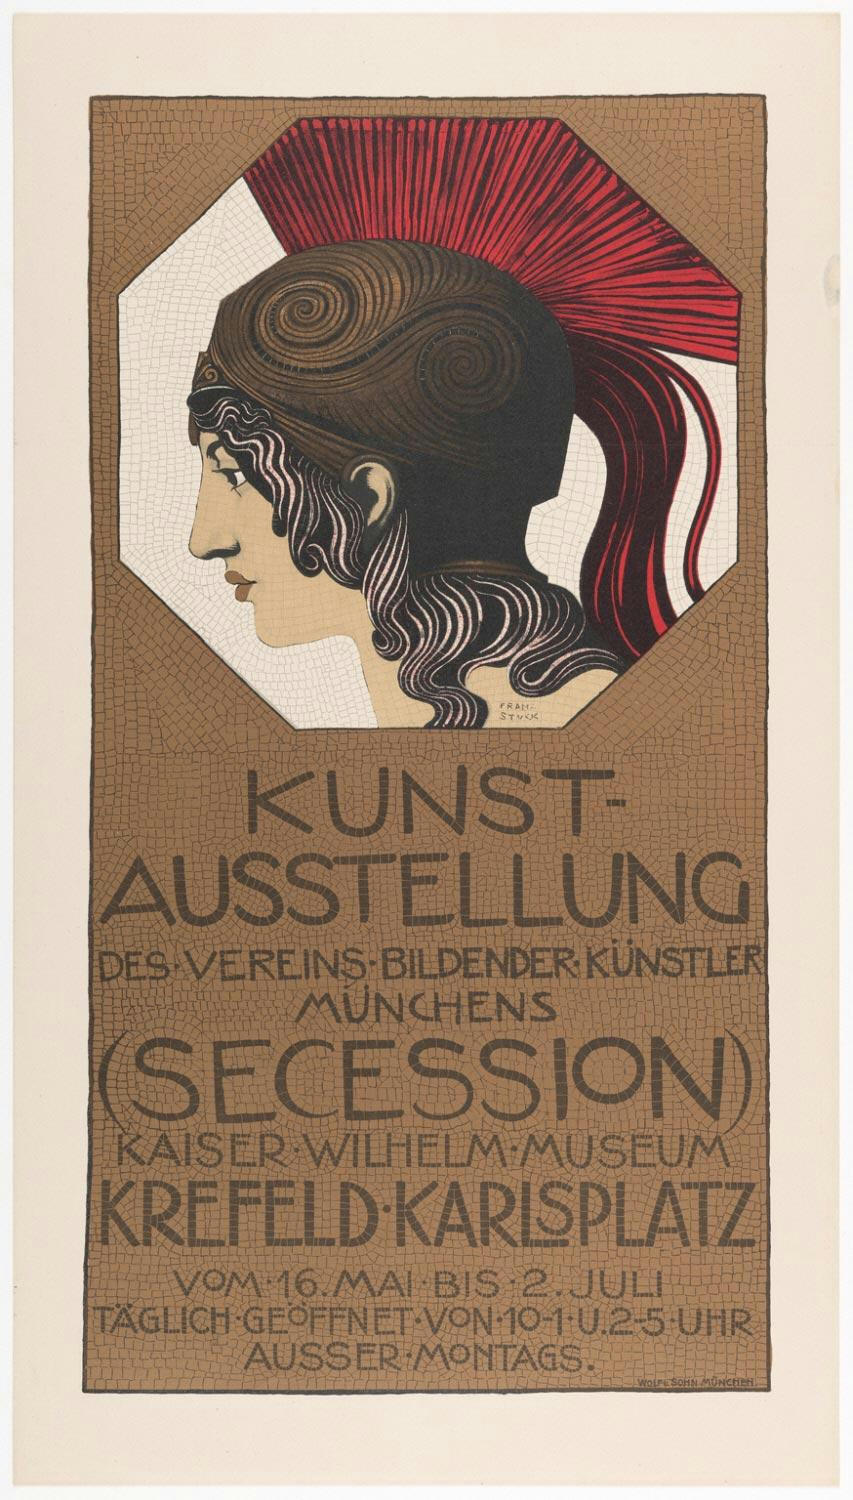 FRANZ
STUCK
KUNST-
AUSSTELLUNG
DES·VEREINS·BILDENDER·KÜNSTLER
MÜNCHENS
(SECESSION)
KAISER·WILHELM·MUSEUM
KREFELD·KARLSPLATZ
VOM·16.MAI·BIS·2.JULI
TÄGLICH·GEÖFFNET·VON·10-1·U.2-5·UHR
AUSSER·MONTAGS.
WOLF & SOHN MÜNCHEN